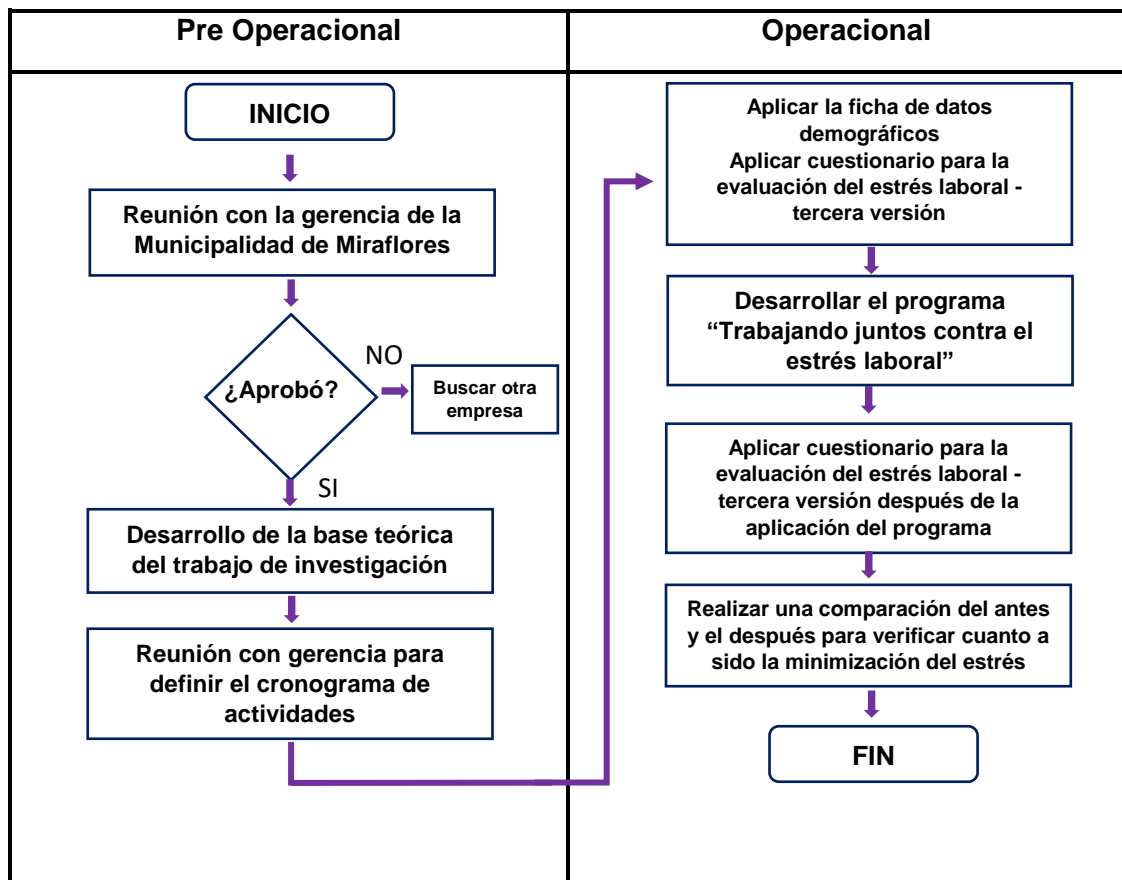 Pre Operacional
Operacional
INICIO
Reunión con la gerencia de la
Municipalidad de Miraflores
¿Aprobó?
NO
Buscar otra
empresa
SI
Desarrollo de la base teórica
del trabajo de investigación
Reunión con gerencia para
definir el cronograma de
actividades
Aplicar la ficha de datos
demográficos
Aplicar cuestionario para la
evaluación del estrés laboral -
tercera versión
Desarrollar el programa
“Trabajando juntos contra el
estrés laboral”
Aplicar cuestionario para la
evaluación del estrés laboral -
tercera versión después de la
aplicación del programa
Realizar una comparación del antes
y el después para verificar cuanto a
sido la minimización del estrés
FIN